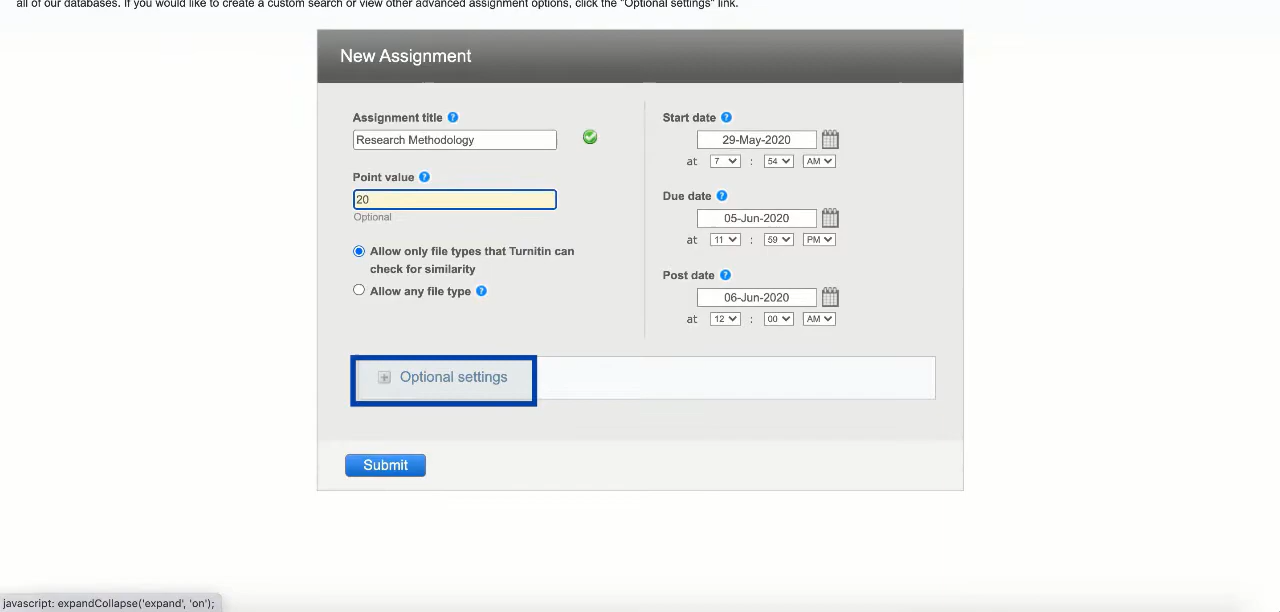 all of our databases. If you would like to create a custom search or view other advanced assignment options, click the "Optional settings" link.
New Assignment
Assignment title ?
Research Methodology
Point value ?
20
Optional
Allow only file types that Turnitin can
check for similarity
Allow any file type ?
Start date ?
29-May-2020
at 7 : 54 AM
Due date ?
05-Jun-2020
at 11 : 59 PM
Post date ?
06-Jun-2020
at 12 : 00 AM
Optional settings
Submit
javascript: expandCollapse('expand', 'on');